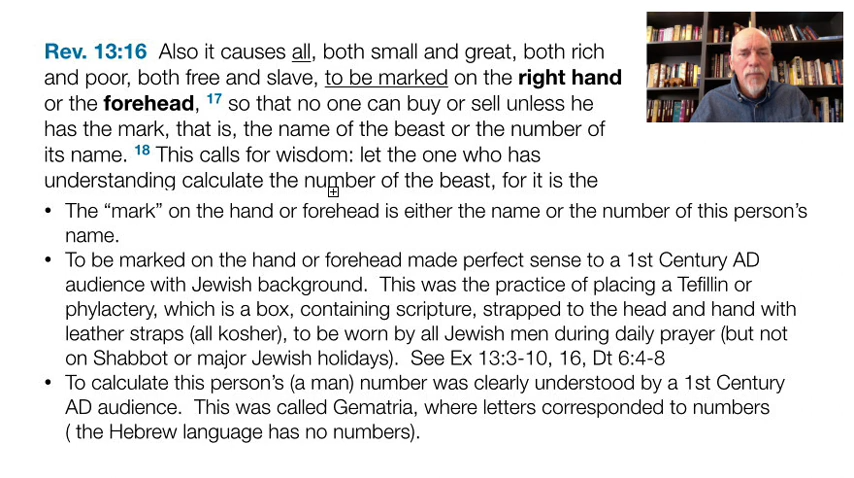 Rev. 13:16 Also it causes all, both small and great, both rich
and poor, both free and slave, to be marked on the right hand
or the forehead, 17 so that no one can buy or sell unless he
has the mark, that is, the name of the beast or the number of
its name. 18 This calls for wisdom: let the one who has
understanding calculate the number of the beast, for it is the
• The “mark” on the hand or forehead is either the name or the number of this person’s
name.
• To be marked on the hand or forehead made perfect sense to a 1st Century AD
audience with Jewish background. This was the practice of placing a Tefillin or
phylactery, which is a box, containing scripture, strapped to the head and hand with
leather straps (all kosher), to be worn by all Jewish men during daily prayer (but not
on Shabbot or major Jewish holidays). See Ex 13:3-10, 16, Dt 6:4-8
• To calculate this person’s (a man) number was clearly understood by a 1st Century
AD audience. This was called Gematria, where letters corresponded to numbers
( the Hebrew language has no numbers).